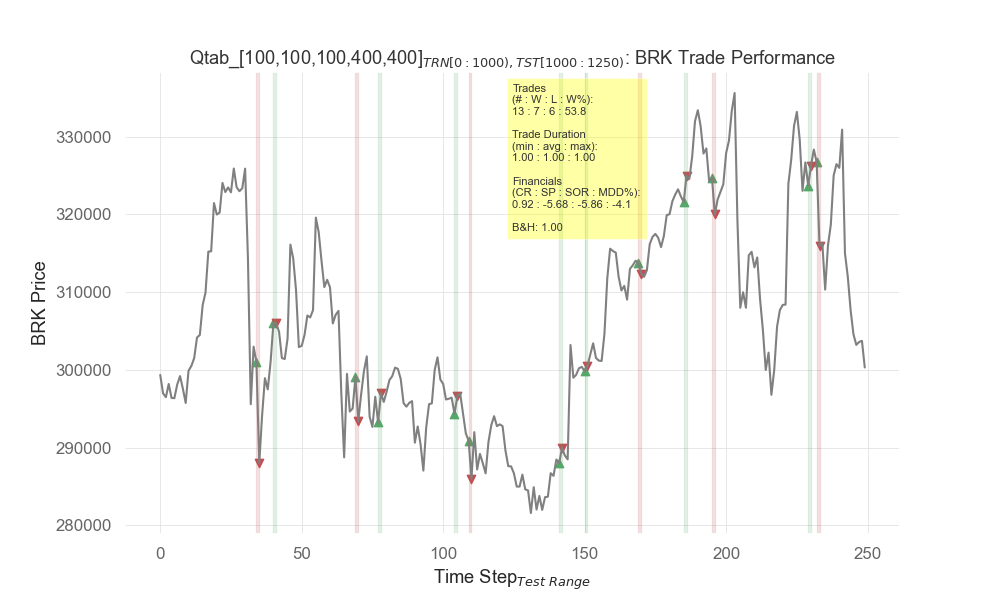 Qtab_[100,100,100,400,400]TRN[0 : 1000), TST[1000 : 1250): BRK Trade Performance
Trades
(# : W : L : W%):
13 : 7 : 6 : 53.8
Trade Duration
(min : avg : max):
1.00 : 1.00 : 1.00
Financials
(CR : SP : SOR : MDD%):
0.92 : -5.68 : -5.86 : -4.1
B&H: 1.00
BRK Price
330000
320000
310000
300000
290000
280000
0 50 100 150 200 250
Time Step Test Range